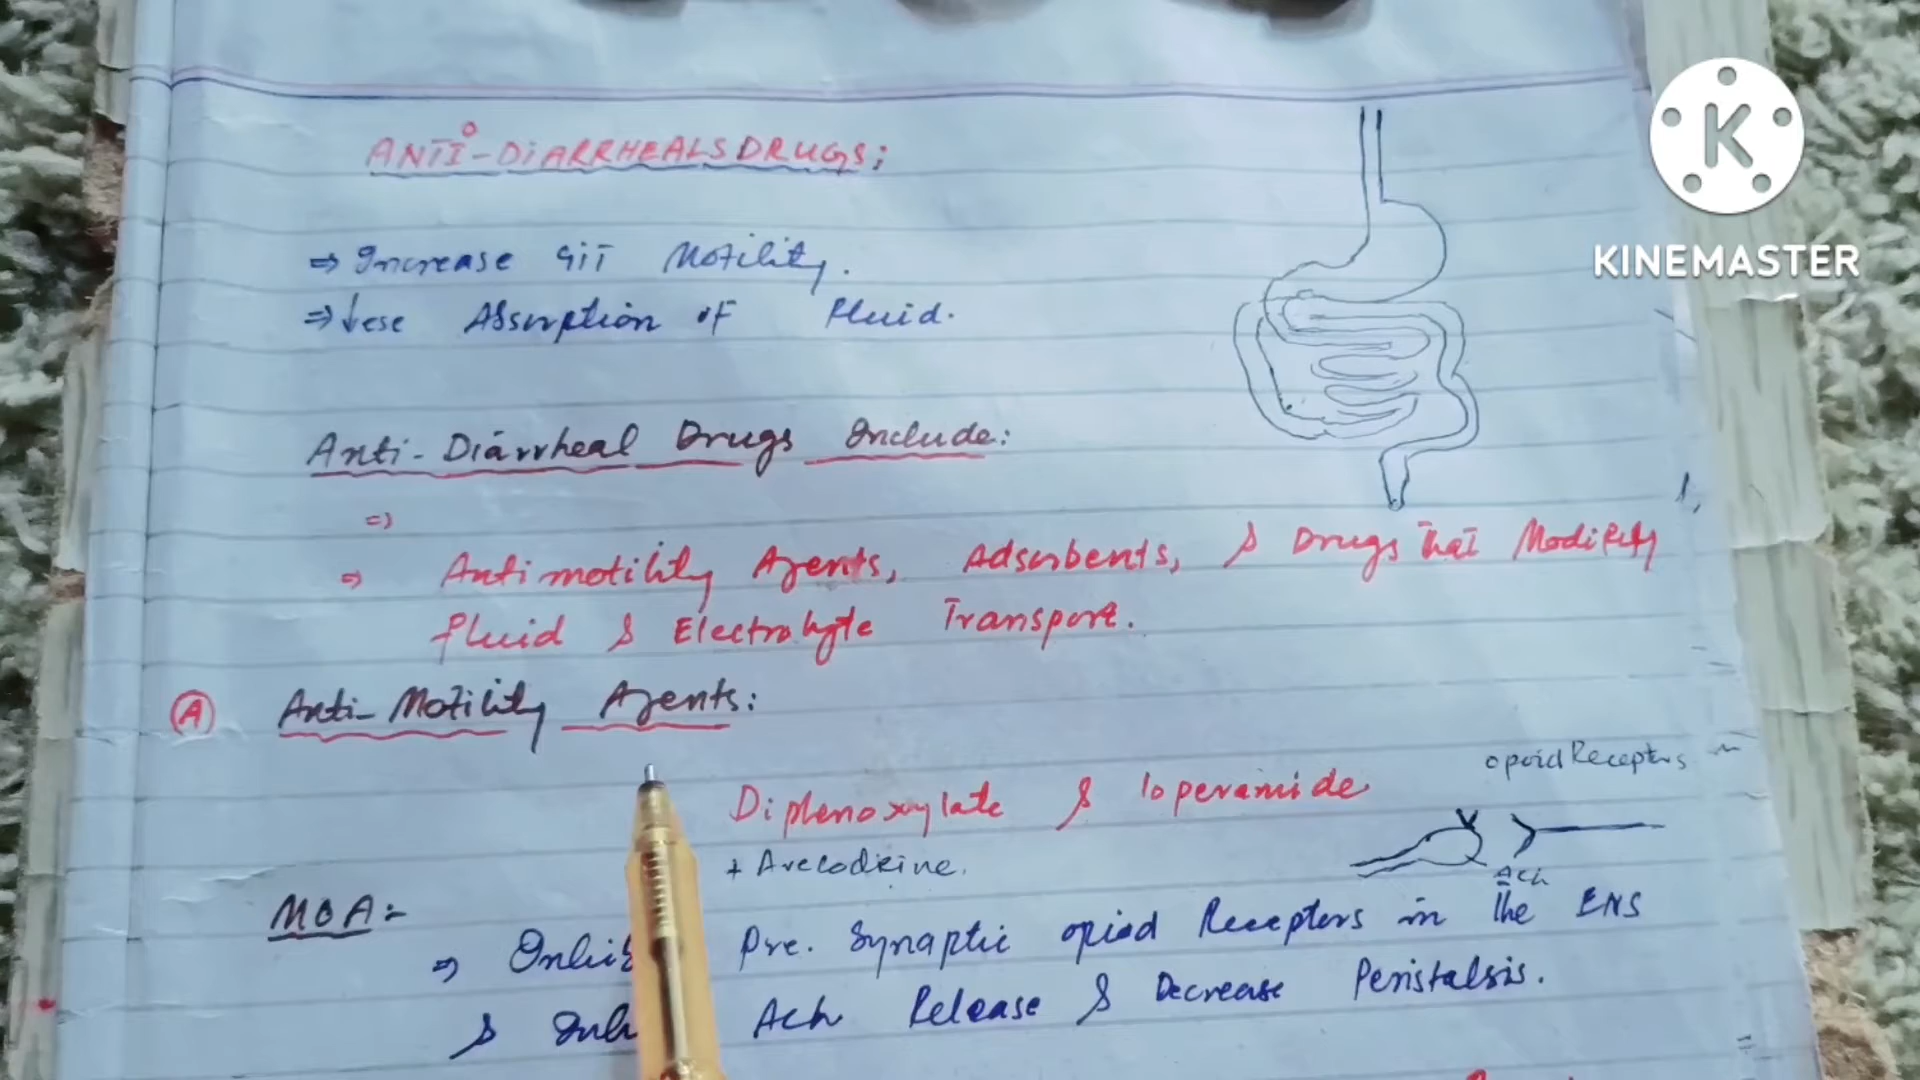 ANTI-DIARRHEALS DRUGS:
⇒ Increase GIT Motility.
⇒ ↓ese Absorption of Fluid.
Anti-Diarrheal Drugs Include:
⇒
⇒ Antimotility Agents, Adsorbents, & Drugs that Modify
fluid & Electrolyte Transport.
(A) Anti-Motility Agents:
opoid Receptors
Diphenoxylate & loperamide
+ Avecodkine.
Ach
MOA:-
⇒ Pre. Synaptic opiod Receptors in The ENS
& Ach Release & Decrease Peristalsis.
K
KINEMASTER